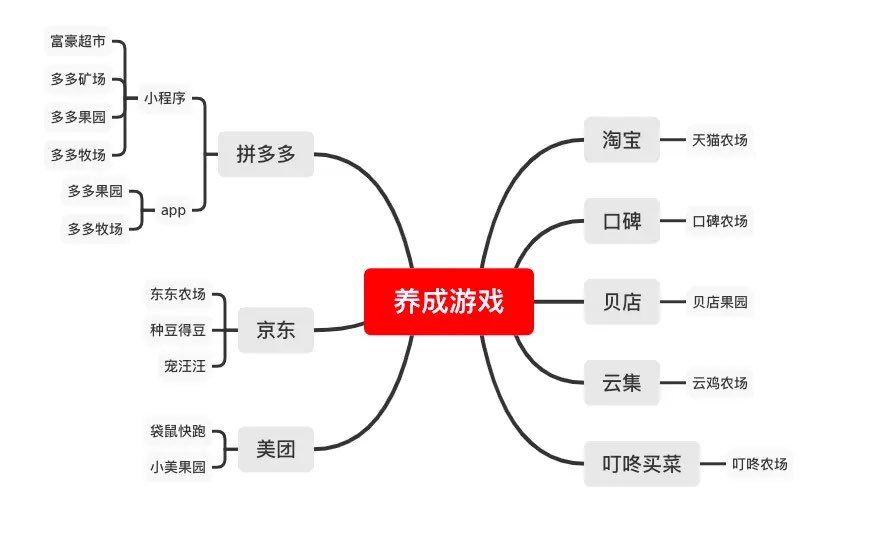 养成游戏
拼多多
小程序
富豪超市
多多矿场
多多果园
多多牧场
app
多多果园
多多牧场
京东
东东农场
种豆得豆
宠汪汪
美团
袋鼠快跑
小美果园
淘宝
天猫农场
口碑
口碑农场
贝店
贝店果园
云集
云鸡农场
叮咚买菜
叮咚农场